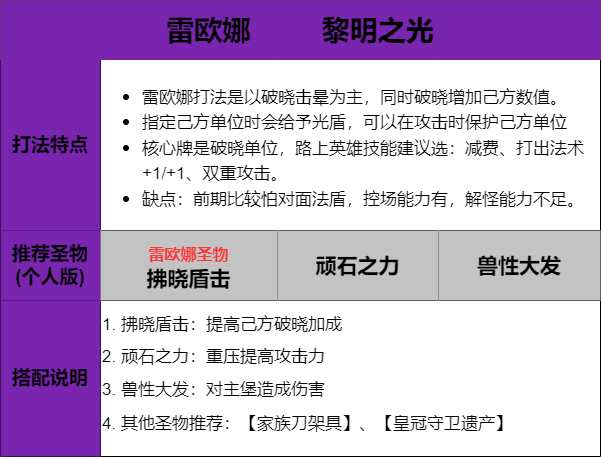 雷欧娜 黎明之光
打法特点
雷欧娜打法是以破晓击晕为主，同时破晓增加己方数值。
指定己方单位时会给予光盾，可以在攻击时保护己方单位
核心牌是破晓单位，路上英雄技能建议选：减费、打出法术
+1/+1、双重攻击。
缺点：前期比较怕对面法盾，控场能力有，解怪能力不足。
推荐圣物
(个人版)
雷欧娜圣物
拂晓盾击
顽石之力
兽性大发
搭配说明
1. 拂晓盾击：提高己方破晓加成
2. 顽石之力：重压提高攻击力
3. 兽性大发：对主堡造成伤害
4. 其他圣物推荐：【家族刀架具】、【皇冠守卫遗产】